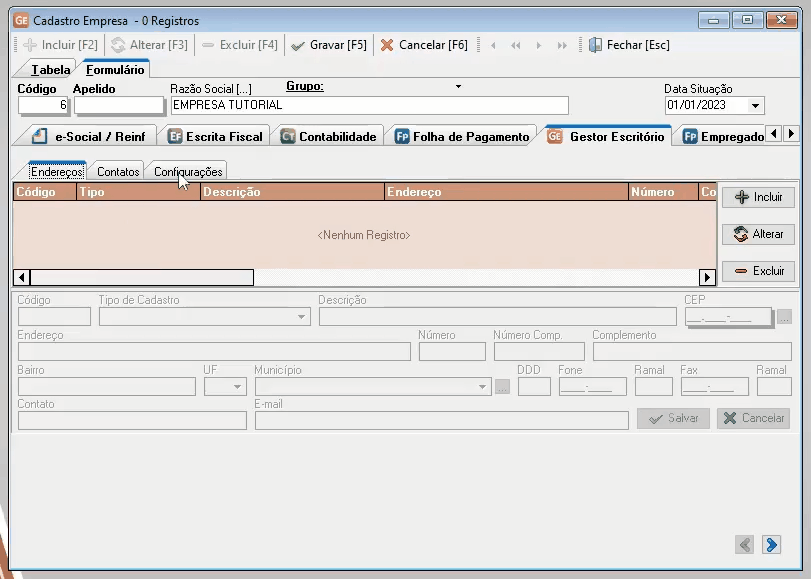 GE Cadastro Empresa - 0 Registros
Incluir [F2] Alterar [F3] Excluir [F4] Gravar [F5] Cancelar [F6] Fechar [Esc]
Tabela Formulário
Código Apelido Razão Social [...] Grupo: Data Situação
6 EMPRESA TUTORIAL 01/01/2023
e-Social / Reinf EF Escrita Fiscal CT Contabilidade FP Folha de Pagamento GE Gestor Escritório FP Empregado
Endereços Contatos Configurações
Código Tipo Descrição Endereço Número Co
Incluir
<Nenhum Registro>
Alterar
Excluir
Código Tipo de Cadastro Descrição CEP
__.___-___ ...
Endereço Número Número Comp. Complemento
Bairro UF Município DDD Fone Ramal Fax Ramal
... ____-____ ____-____
Contato E-mail
Salvar Cancelar